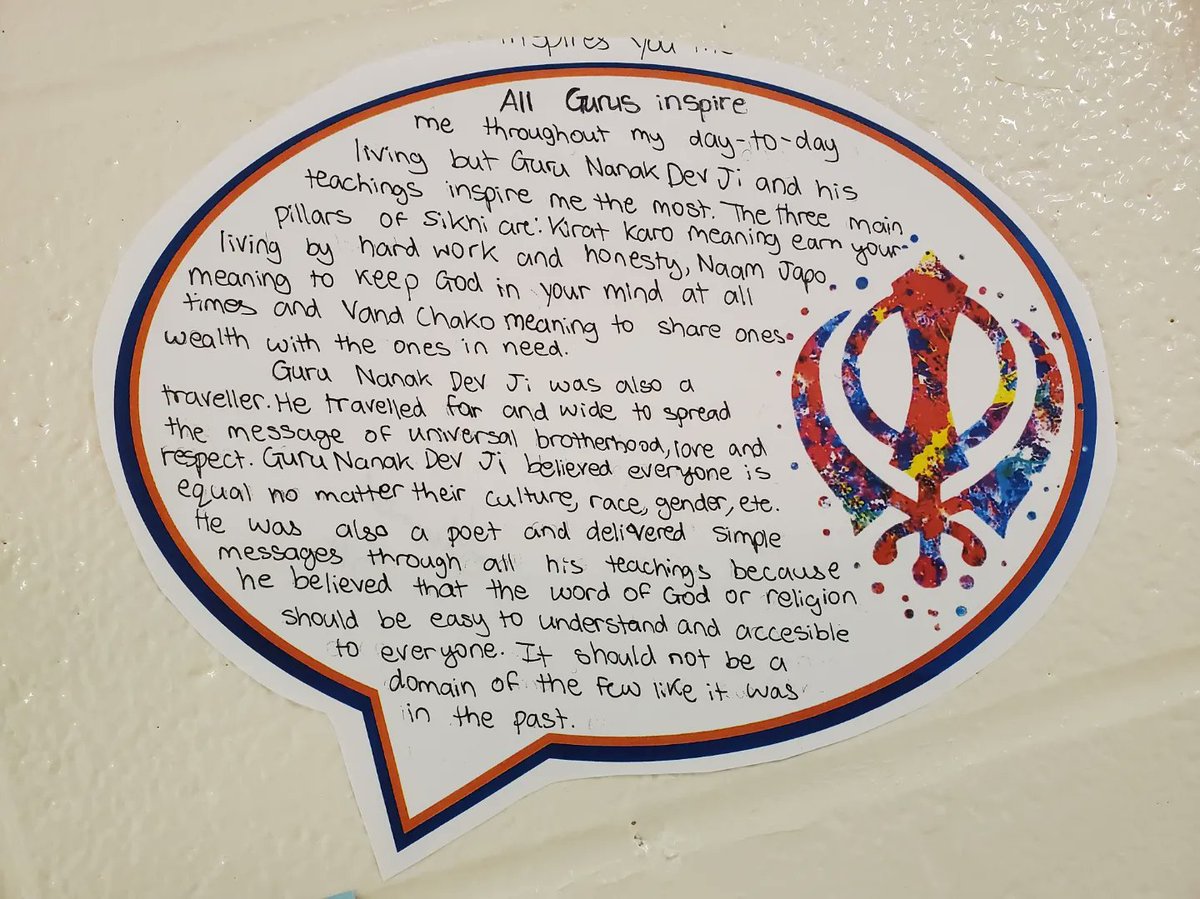 inspires you
All Gurus inspire
me throughout my day-to-day
living but Guru Nanak Dev Ji and his
teachings inspire me the most. The three main
pillars of Sikhi are: Kirat Karo meaning earn your
living by hard work and honesty, Naam Japo
meaning to keep God in your mind at all
times and Vand Chako meaning to share ones
wealth with the ones in need.
Guru Nanak Dev Ji was also a
traveller. He travelled far and wide to spread
the message of universal brotherhood, love and
respect. Guru Nanak Dev Ji believed everyone is
equal no matter their culture, race, gender, etc.
He was also a poet and delivered simple
messages through all his teachings because
he believed that the word of God or religion
should be easy to understand and accesible
to everyone. It should not be a
domain of the few like it was
in the past.